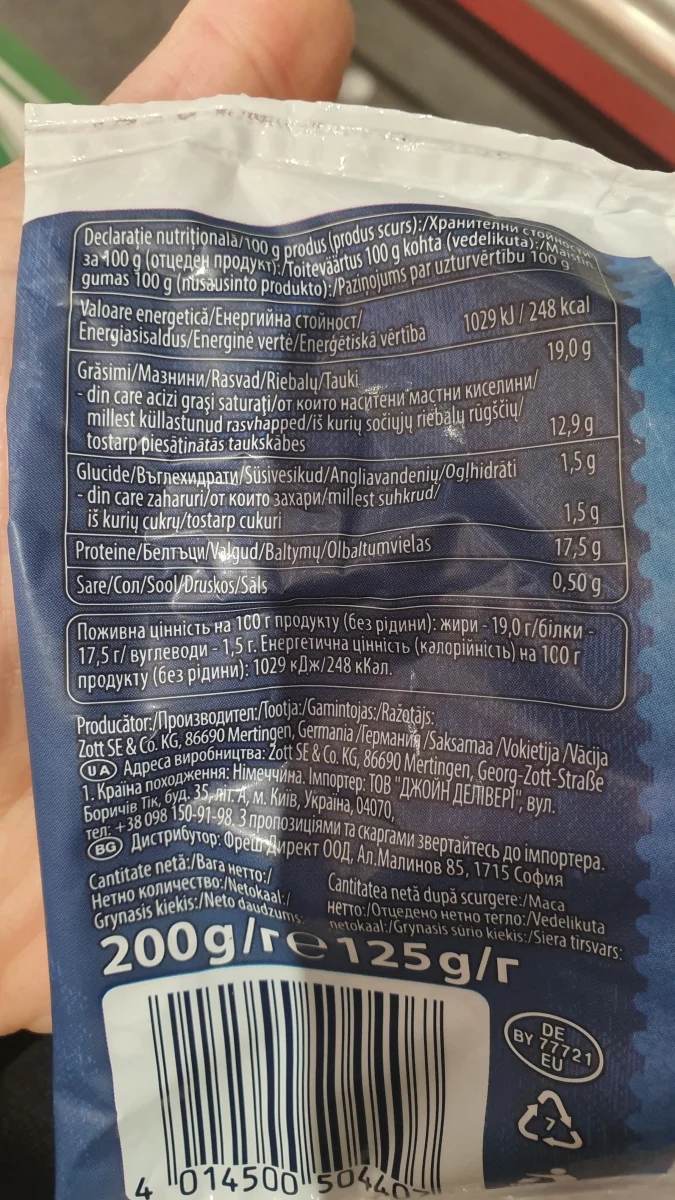 Declarație nutrițională/100 g produs (produs scurs):/Хранителни стойности
за 100 g (отцеден продукт):/Toiteväärtus 100 g kohta (vedelikuta):/Maistin
gumas 100 g (nusausinto produkto):/Paziņojums par uzturvērtību 100 g
Valoare energetică/Енергийна стойност/
Energiasisaldus/Energinė vertė/Enerģētiskā vērtība 1029 kJ / 248 kcal
Grăsimi/Мазнини/Rasvad/Riebalų/Tauki 19,0 g
- din care acizi grași saturați/от които наситени мастни киселини/
millest küllastunud rasvhapped/iš kurių sočiųjų riebalų rūgščių/
tostarp piesātinātās taukskābes 12,9 g
Glucide/Въглехидрати/Süsivesikud/Angliavandenių/Ogļhidrāti 1,5 g
- din care zaharuri/от които захари/millest suhkrud/
iš kurių cukrų/tostarp cukuri 1,5 g
Proteine/Белтъци/Valgud/Baltymų/Olbaltumvielas 17,5 g
Sare/Сол/Sool/Druskos/Sāls 0,50 g
Поживна цінність на 100 г продукту (без рідини): жири - 19,0 г/білки -
17,5 г/ вуглеводи - 1,5 г. Енергетична цінність (калорійність) на 100 г
продукту (без рідини): 1029 кДж/248 кКал.
Producător:/Производител:/Tootja:/Gamintojas:/Ražotājs:
Zott SE & Co. KG, 86690 Mertingen, Germania /Германия /Saksamaa /Vokietija /Vācija
UA Адреса виробництва: Zott SE & Co. KG, 86690 Mertingen, Georg-Zott-Straße
1. Країна походження: Німеччина. Імпортер: ТОВ "ДЖОЙН ДЕЛІВЕРІ", вул.
Боричів Тік, буд. 35, літ. А, м. Київ, Україна, 04070,
тел: +38 098 150-91-98. З пропозиціями та скаргами звертайтесь до імпортера.
BG Дистрибутор: Фреш Директ ООД, Ал.Малинов 85, 1715 София
Cantitate netă:/Вага нетто:/
Нетно количество:/Netokaal:/
Grynasis kiekis:/Neto daudzums:
Cantitatea netă după scurgere:/Маса
нетто:/Отцедено нетно тегло:/Vedelikuta
netokaal:/Grynasis sūrio kiekis:/Siera tīrsvars:
200g/г e 125g/г
DE
BY 77721
EU
7
4 014500 504403